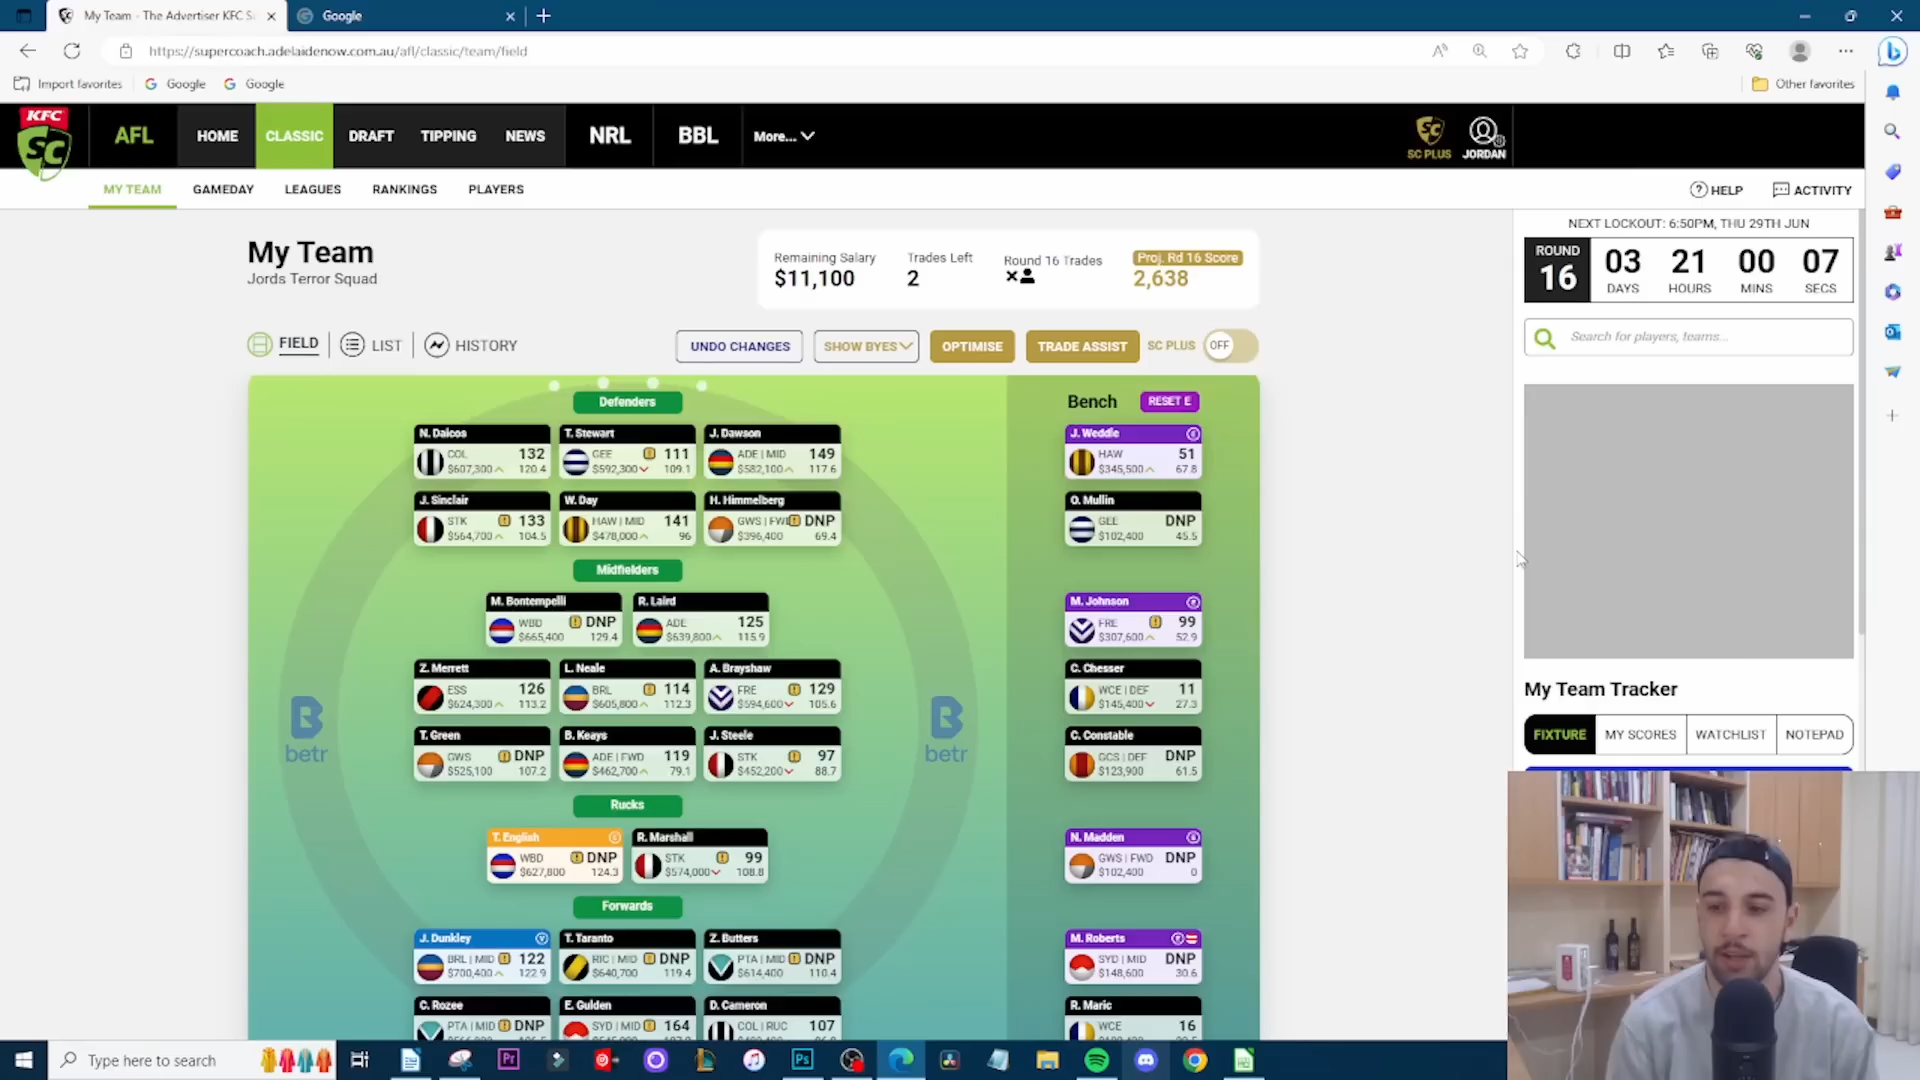 My Team - The Advertiser KFC S
Google
https://supercoach.adelaidenow.com.au/afl/classic/team/field
Import favorites
Google
Google
Other favorites
KFC
SC
AFL
HOME
CLASSIC
DRAFT
TIPPING
NEWS
NRL
BBL
More...
SC
SC PLUS
JORDAN
MY TEAM
GAMEDAY
LEAGUES
RANKINGS
PLAYERS
HELP
ACTIVITY
My Team
Jords Terror Squad
Remaining Salary
$11,100
Trades Left
2
Round 16 Trades
Proj. Rd 16 Score
2,638
NEXT LOCKOUT: 6:50PM, THU 29TH JUN
ROUND
16
03
DAYS
21
HOURS
00
MINS
07
SECS
Search for players, teams...
FIELD
LIST
HISTORY
UNDO CHANGES
SHOW BYES
OPTIMISE
TRADE ASSIST
SC PLUS
OFF
Defenders
Bench
RESET E
N. Daicos
COL 132
$607,300 120.4
T. Stewart
GEE 111
$592,300 109.1
J. Dawson
ADE | MID 149
$582,100 117.6
J. Weddle
HAW 51
$345,500 67.8
J. Sinclair
STK 133
$564,700 104.5
W. Day
HAW | MID 141
$478,000 96
H. Himmelberg
GWS | FW DNP
$396,400 69.4
O. Mullin
GEE DNP
$102,400 45.5
Midfielders
M. Bontempelli
WBD DNP
$665,400 129.4
R. Laird
ADE 125
$639,800 115.9
M. Johnson
FRE 99
$307,600 52.9
Z. Merrett
ESS 126
$624,300 113.2
L. Neale
BRL 114
$605,800 112.3
A. Brayshaw
FRE 129
$594,600 105.6
C. Chesser
WCE | DEF 11
$145,400 27.3
T. Green
GWS DNP
$525,100 107.2
B. Keays
ADE | FWD 119
$462,700 79.1
J. Steele
STK 97
$452,200 88.7
C. Constable
GCS | DEF DNP
$123,900 61.5
betr
betr
Rucks
T. English
WBD DNP
$627,800 124.3
R. Marshall
STK 99
$574,000 108.8
N. Madden
GWS | FWD DNP
$102,400 0
Forwards
J. Dunkley
BRL | MID 122
$700,400 122.9
T. Taranto
RIC | MID DNP
$640,700 119.4
Z. Butters
PTA | MID DNP
$614,400 110.4
M. Roberts
SYD | MID DNP
$148,600 30.6
C. Rozee
PTA | MID DNP
E. Gulden
SYD | MID 164
D. Cameron
COL | RUC 107
R. Maric
WCE 16
My Team Tracker
FIXTURE
MY SCORES
WATCHLIST
NOTEPAD
Type here to search
Pr
Ps